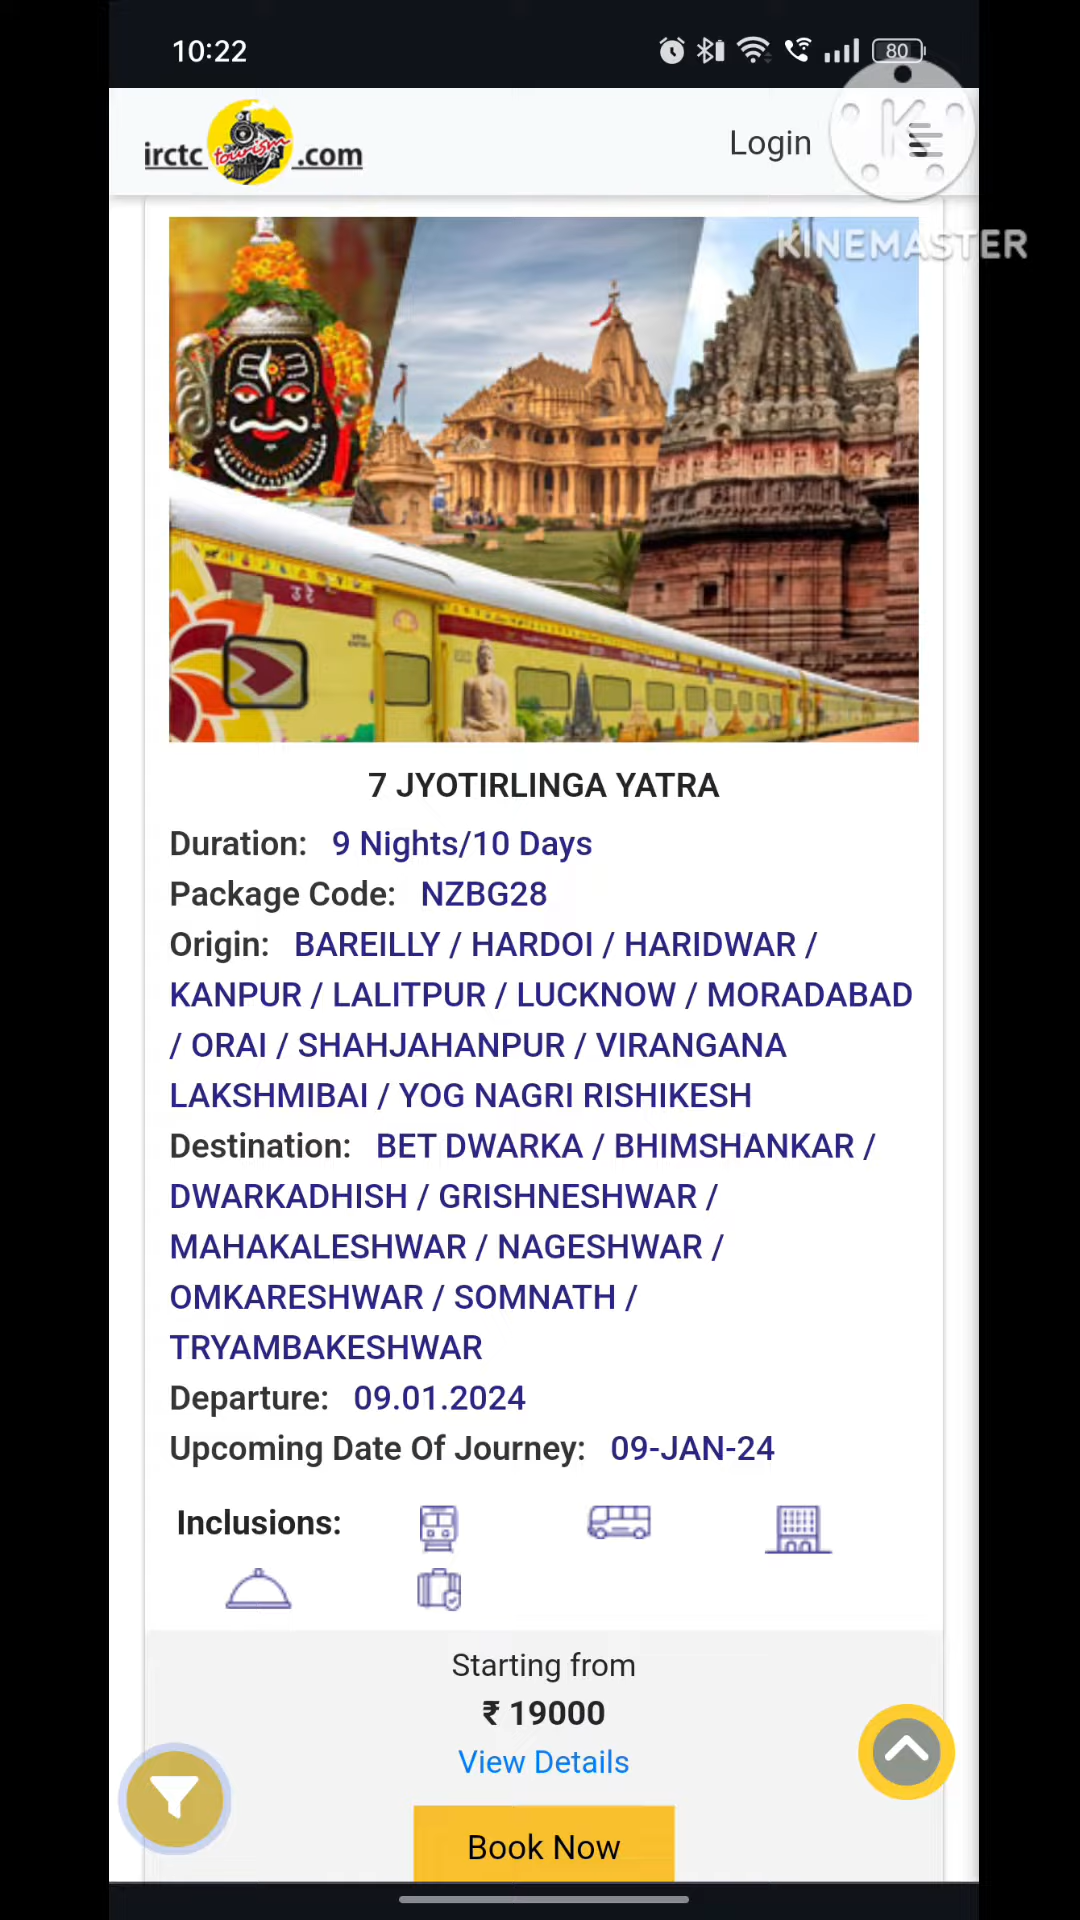 10:22
80
irctc tourism .com
Login
KINEMASTER
7 JYOTIRLINGA YATRA
Duration: 9 Nights/10 Days
Package Code: NZBG28
Origin: BAREILLY / HARDOI / HARIDWAR /
KANPUR / LALITPUR / LUCKNOW / MORADABAD
/ ORAI / SHAHJAHANPUR / VIRANGANA
LAKSHMIBAI / YOG NAGRI RISHIKESH
Destination: BET DWARKA / BHIMSHANKAR /
DWARKADHISH / GRISHNESHWAR /
MAHAKALESHWAR / NAGESHWAR /
OMKARESHWAR / SOMNATH /
TRYAMBAKESHWAR
Departure: 09.01.2024
Upcoming Date Of Journey: 09-JAN-24
Inclusions:
Starting from
₹ 19000
View Details
Book Now